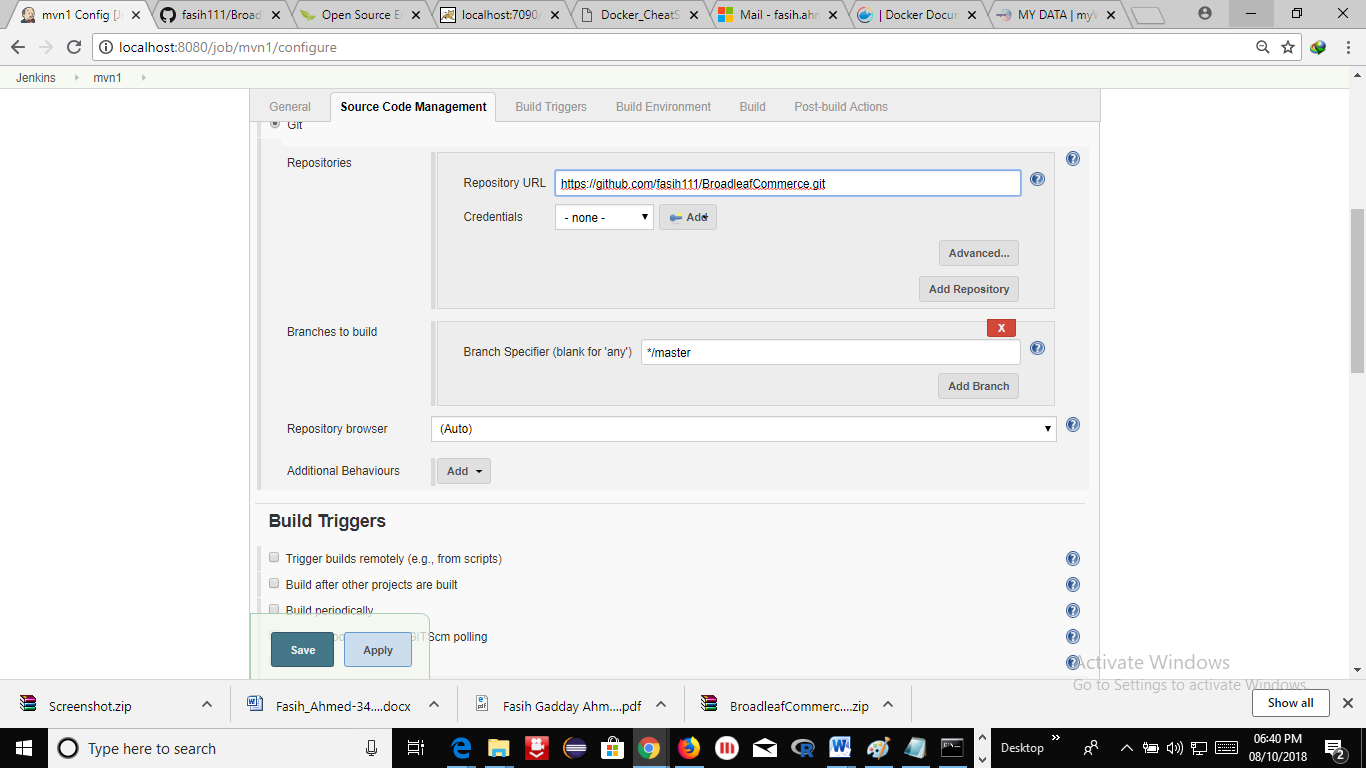 mvn1 Config [J
fasih111/Broad
Open Source E
localhost:7090/
Docker_CheatS
Mail - fasih.ahm
| Docker Docum
MY DATA | myV
localhost:8080/job/mvn1/configure
Jenkins
mvn1
General
Source Code Management
Build Triggers
Build Environment
Build
Post-build Actions
Git
Repositories
Repository URL
https://github.com/fasih111/BroadleafCommerce.git
Credentials
- none -
Add
Advanced...
Add Repository
Branches to build
X
Branch Specifier (blank for 'any')
*/master
Add Branch
Repository browser
(Auto)
Additional Behaviours
Add
Build Triggers
Trigger builds remotely (e.g., from scripts)
Build after other projects are built
Build periodically
Scm polling
Save
Apply
Activate Windows
Go to Settings to activate Windows.
Screenshot.zip
Fasih_Ahmed-34....docx
Fasih Gadday Ahm....pdf
BroadleafCommerc....zip
Show all
Type here to search
Desktop
06:40 PM
08/10/2018
2